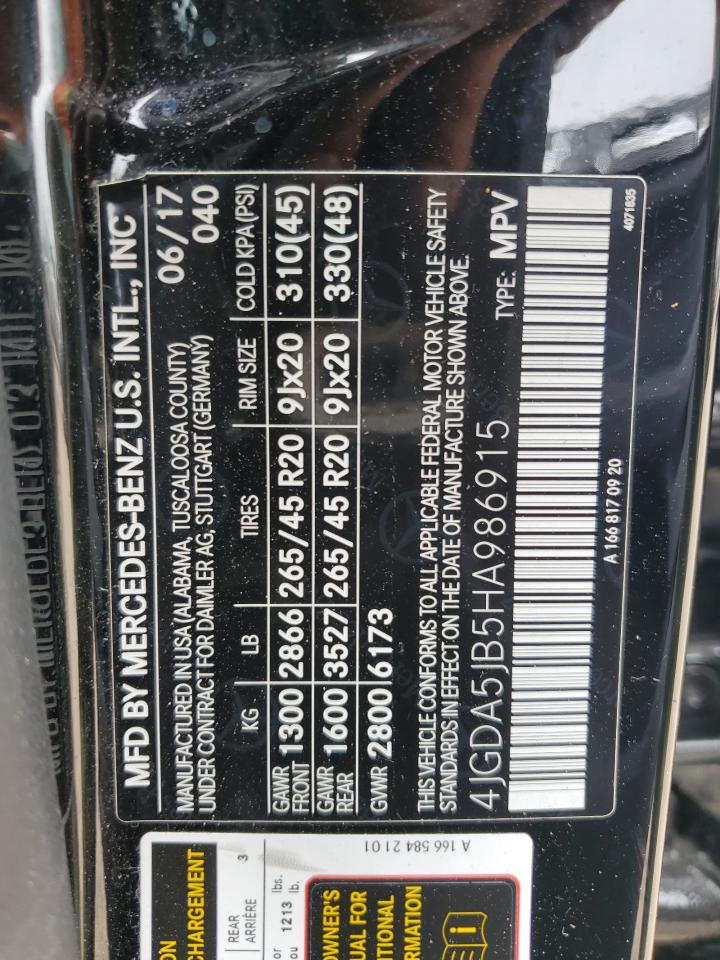 MFD BY MERCEDES-BENZ U.S. INTL., INC
MANUFACTURED IN USA (ALABAMA, TUSCALOOSA COUNTY) 06/17
UNDER CONTRACT FOR DAIMLER AG, STUTTGART (GERMANY) 040
KG LB TIRES RIM SIZE COLD KPA (PSI)
GAWR FRONT 1300 2866 265/45 R20 9Jx20 310(45)
GAWR REAR 1600 3527 265/45 R20 9Jx20 330(48)
GVWR 2800 6173
THIS VEHICLE CONFORMS TO ALL APPLICABLE FEDERAL MOTOR VEHICLE SAFETY
STANDARDS IN EFFECT ON THE DATE OF MANUFACTURE SHOWN ABOVE.
4JGDA5JB5HA986915 TYPE: MPV
A 166 817 09 20
4071635
A 166 584 21 01
CHARGEMENT
REAR 3
ARRIÈRE
or 1213 lbs.
ou lb.
OWNER'S
FOR